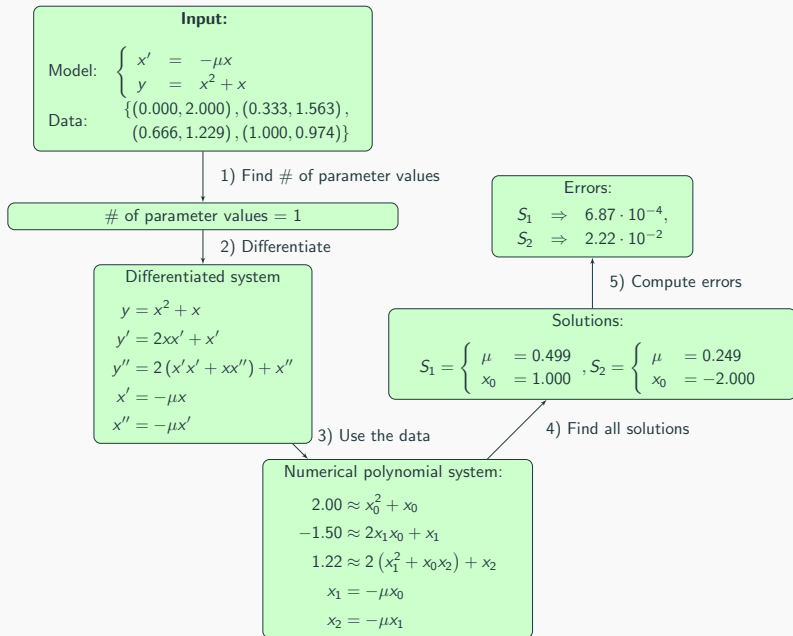 Input:
Model: { x′ = −μx
y = x² + x
Data: {(0.000, 2.000) , (0.333, 1.563) ,
(0.666, 1.229) , (1.000, 0.974)}
1) Find # of parameter values
# of parameter values = 1
2) Differentiate
Differentiated system
y = x² + x
y′ = 2xx′ + x′
y″ = 2 (x′x′ + xx″) + x″
x′ = −μx
x″ = −μx′
3) Use the data
Numerical polynomial system:
2.00 ≈ x₀² + x₀
−1.50 ≈ 2x₁x₀ + x₁
1.22 ≈ 2 (x₁² + x₀x₂) + x₂
x₁ = −μx₀
x₂ = −μx₁
4) Find all solutions
Solutions:
S₁ = { μ = 0.499 , S₂ = { μ = 0.249
x₀ = 1.000 x₀ = −2.000
5) Compute errors
Errors:
S₁ ⇒ 6.87 · 10⁻⁴,
S₂ ⇒ 2.22 · 10⁻²